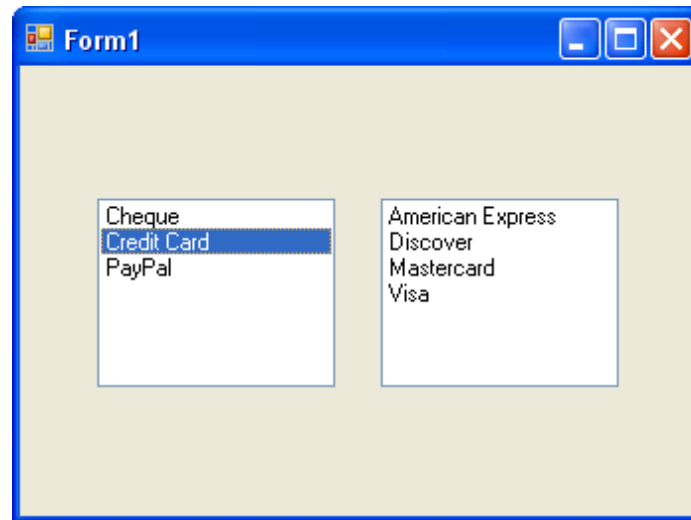 Form1
Cheque
Credit Card
PayPal
American Express
Discover
Mastercard
Visa